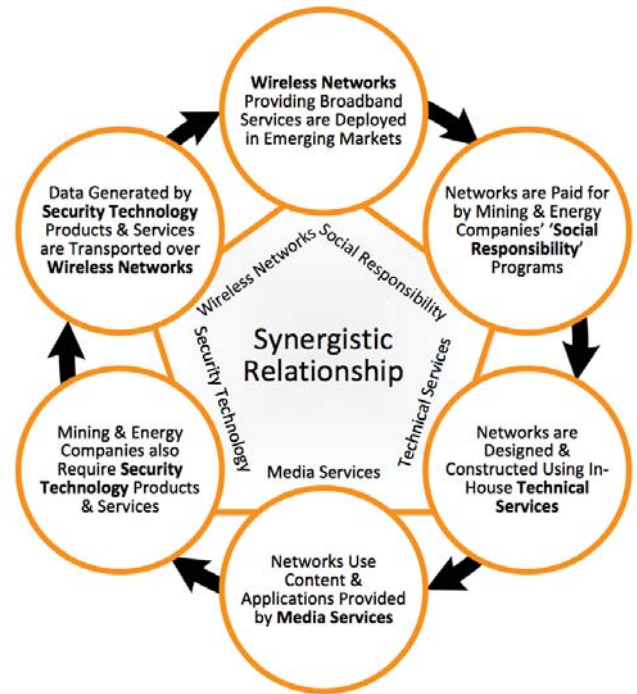 Wireless Networks
Providing Broadband
Services are Deployed
in Emerging Markets
Networks are Paid for
by Mining & Energy
Companies' 'Social
Responsibility'
Programs
Networks are
Designed &
Constructed Using In-
House Technical
Services
Networks Use
Content &
Applications Provided
by Media Services
Mining & Energy
Companies also
Require Security
Technology Products
& Services
Data Generated by
Security Technology
Products & Services
are Transported over
Wireless Networks
Wireless Networks
Social Responsibility
Technical Services
Media Services
Security Technology
Synergistic
Relationship